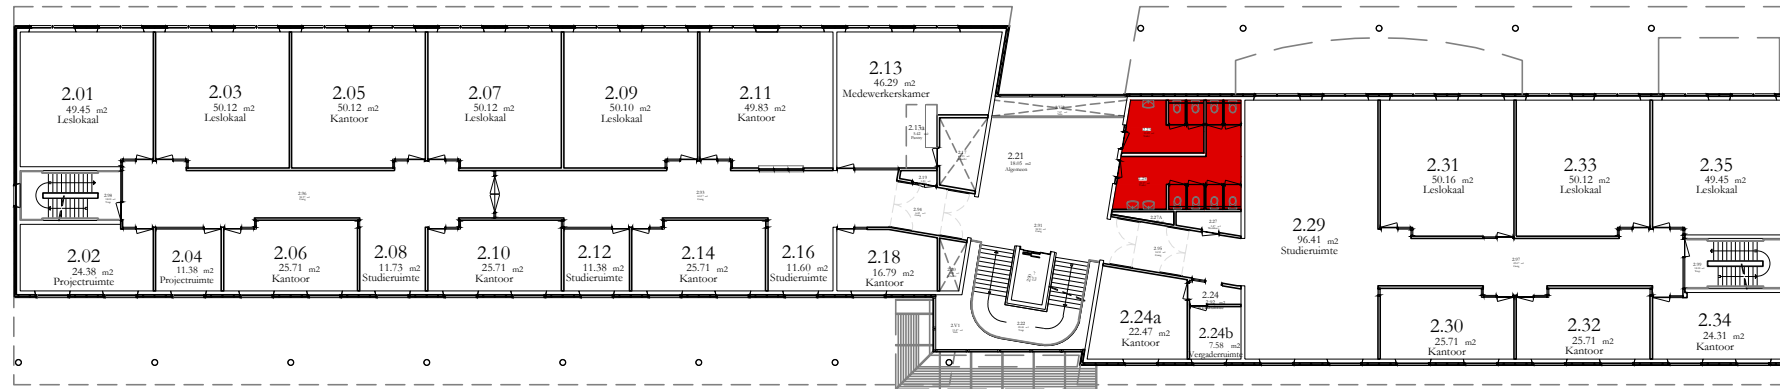 2.01
49.45 m2
Leslokaal
2.03
50.12 m2
Leslokaal
2.05
50.12 m2
Kantoor
2.07
50.12 m2
Leslokaal
2.09
50.10 m2
Leslokaal
2.11
49.83 m2
Kantoor
2.13
46.29 m2
Medewerkerskamer
2.13a
2.21
Algemeen
2.31
50.16 m2
Leslokaal
2.33
50.12 m2
Leslokaal
2.35
49.45 m2
Leslokaal
2.29
96.41 m2
Studieruimte
2.02
24.38 m2
Projectruimte
2.04
11.38 m2
Projectruimte
2.06
25.71 m2
Kantoor
2.08
11.73 m2
Studieruimte
2.10
25.71 m2
Kantoor
2.12
11.38 m2
Studieruimte
2.14
25.71 m2
Kantoor
2.16
11.60 m2
Studieruimte
2.18
16.79 m2
Kantoor
2.24a
22.47 m2
Kantoor
2.24
2.24b
7.58 m2
Vergaderruimte
2.30
25.71 m2
Kantoor
2.32
25.71 m2
Kantoor
2.34
24.31 m2
Kantoor